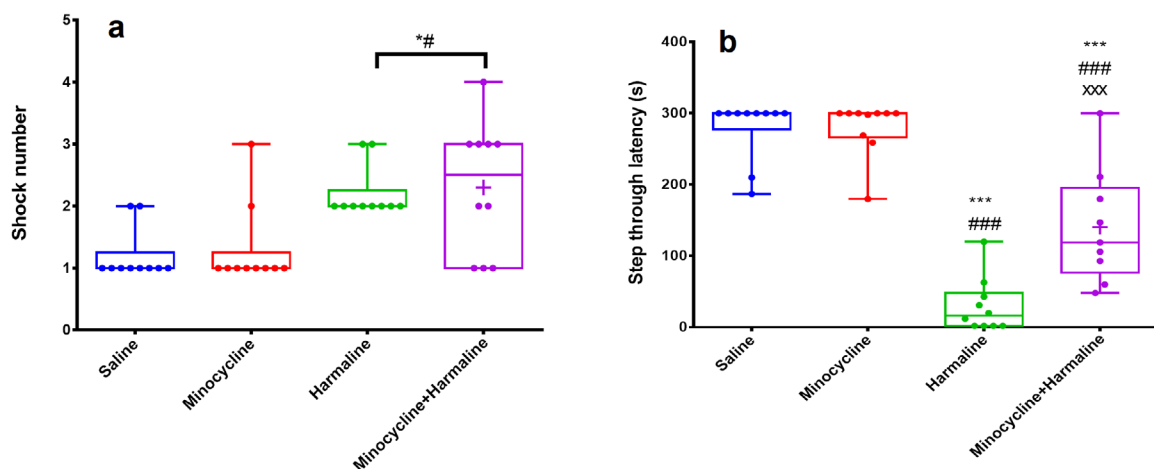 a
Shock number
5
4
3
2
1
0
*#
Saline
Minocycline
Harmaline
Minocycline+Harmaline
b
Step through latency (s)
400
300
200
100
0
***
###
***
###
xxx
Saline
Minocycline
Harmaline
Minocycline+Harmaline